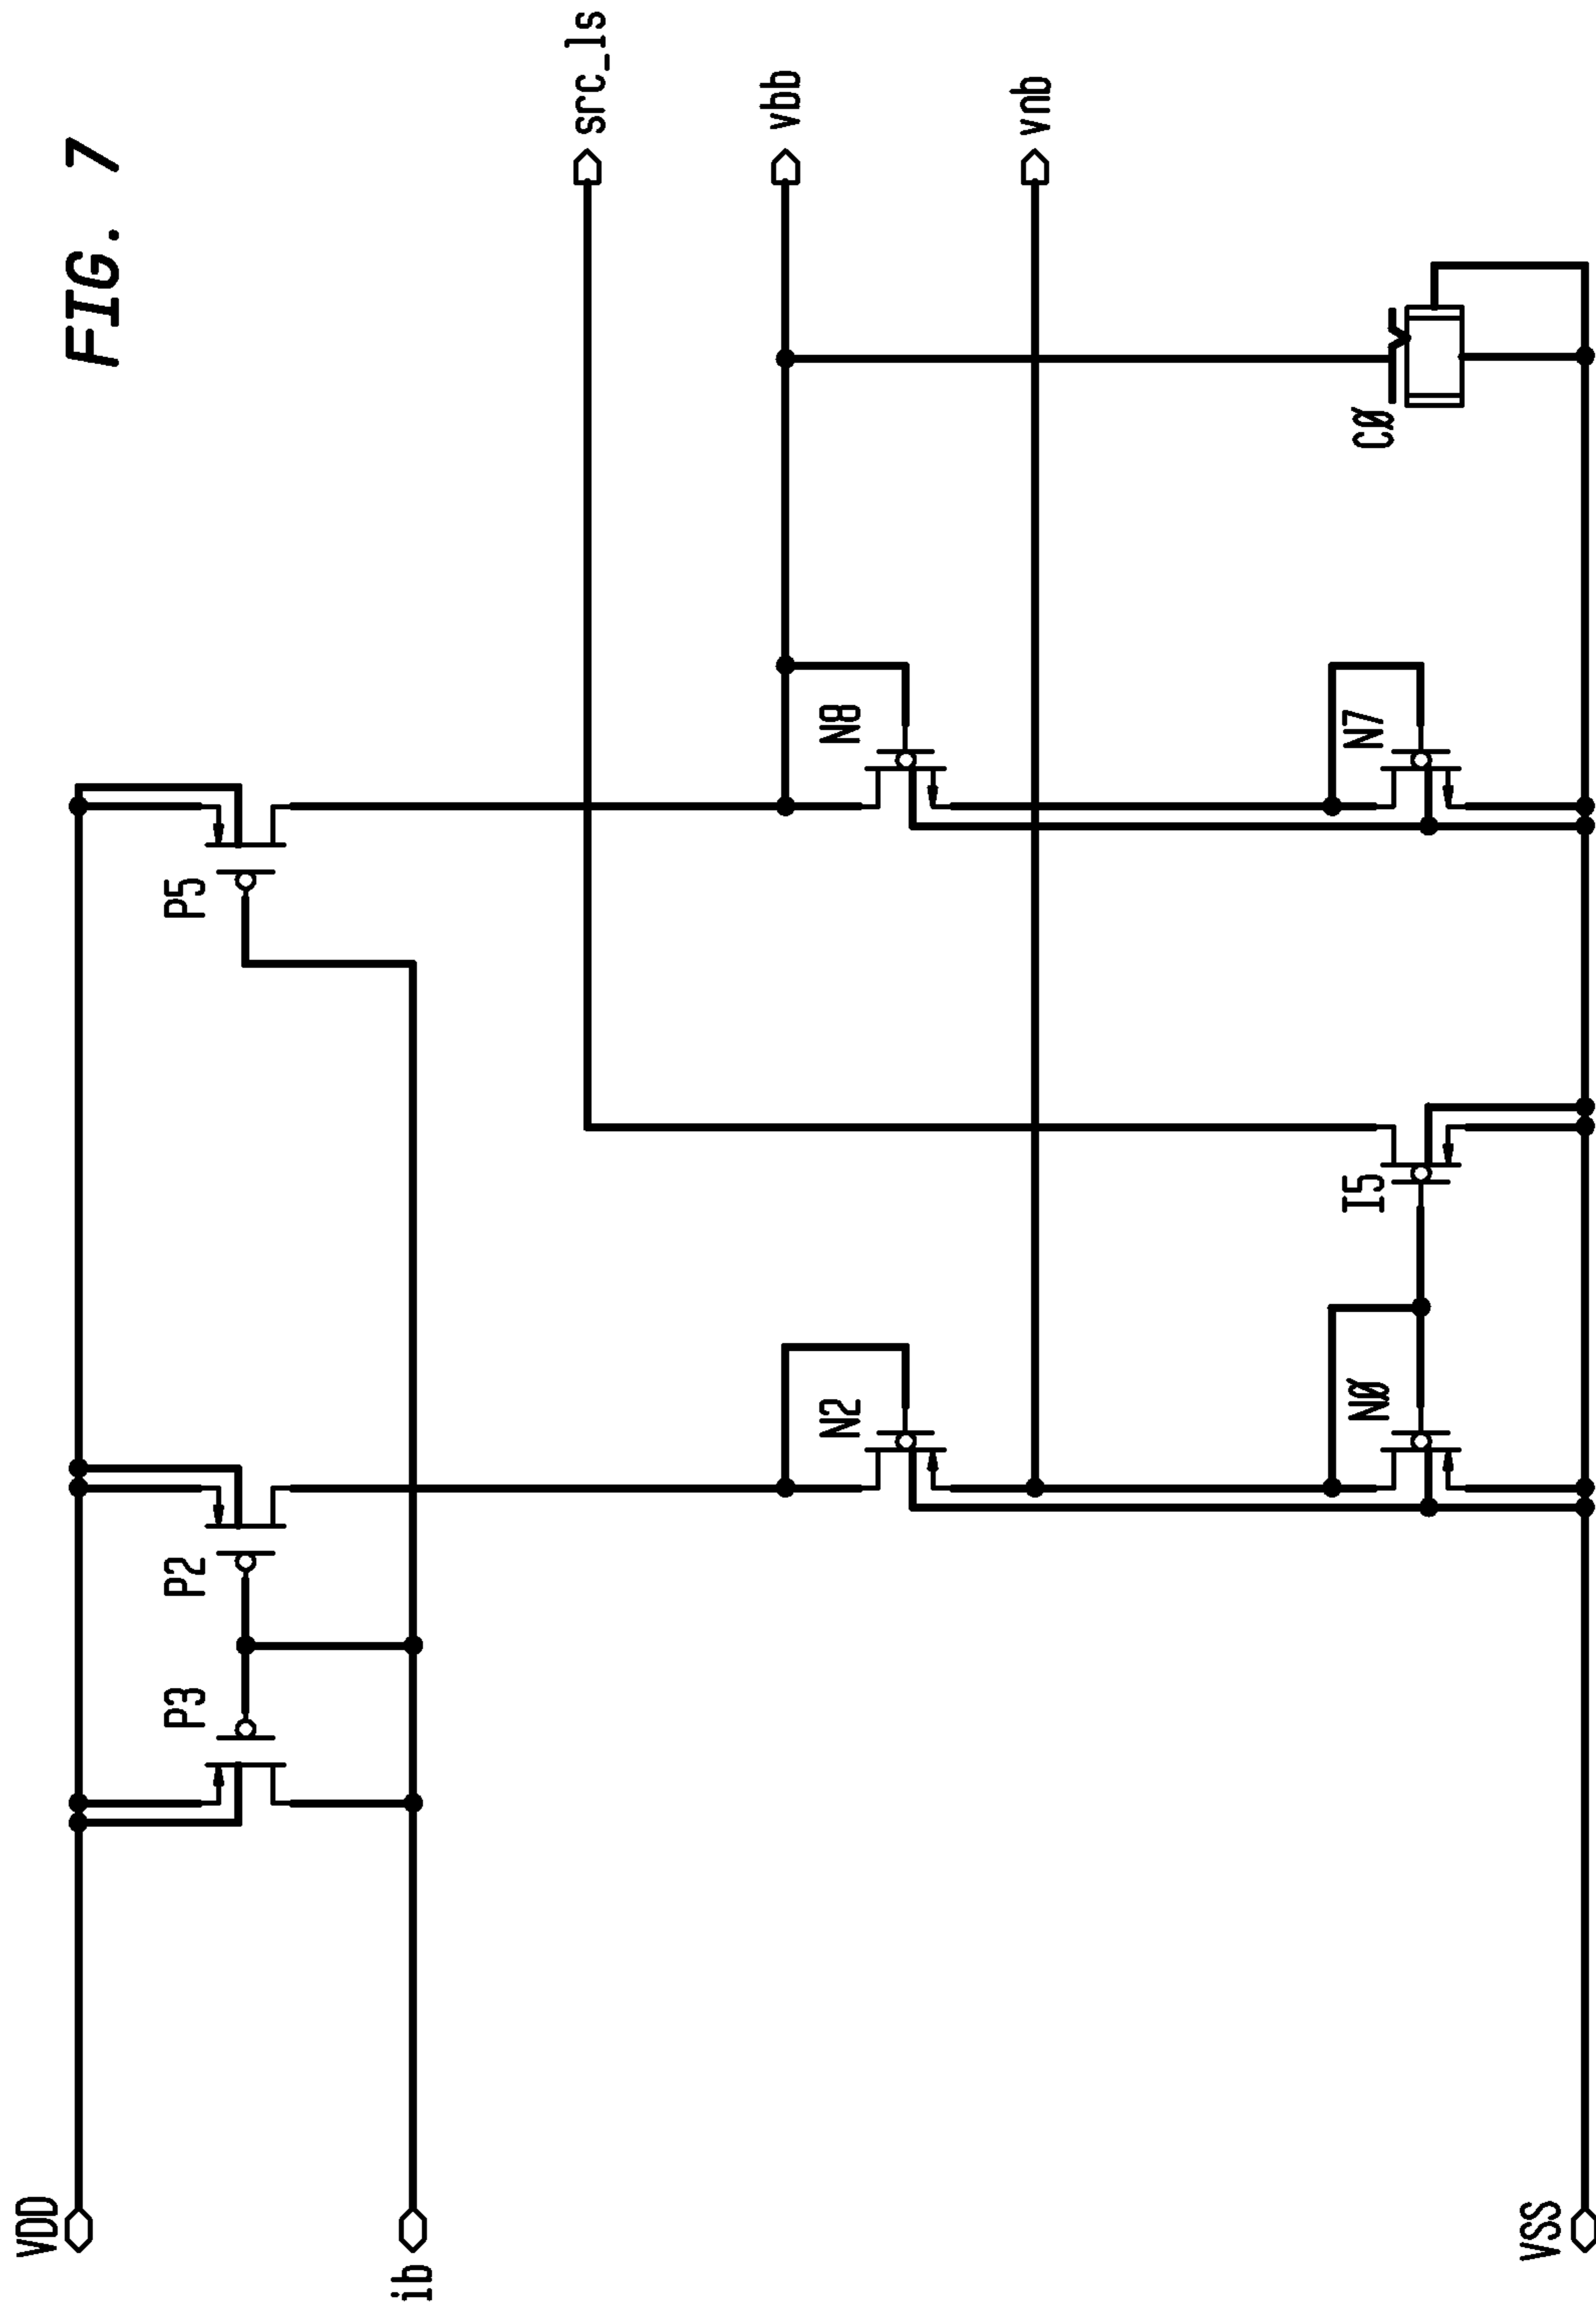 FIG. 7
VDD
ib
P3
P2
P5
src_ls
vbb
vnb
N2
N8
NØ
I5
N7
CØ
VSS